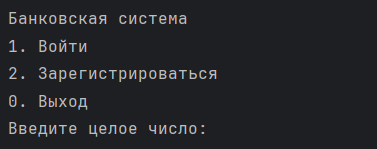 Банковская система
1. Войти
2. Зарегистрироваться
0. Выход
Введите целое число: